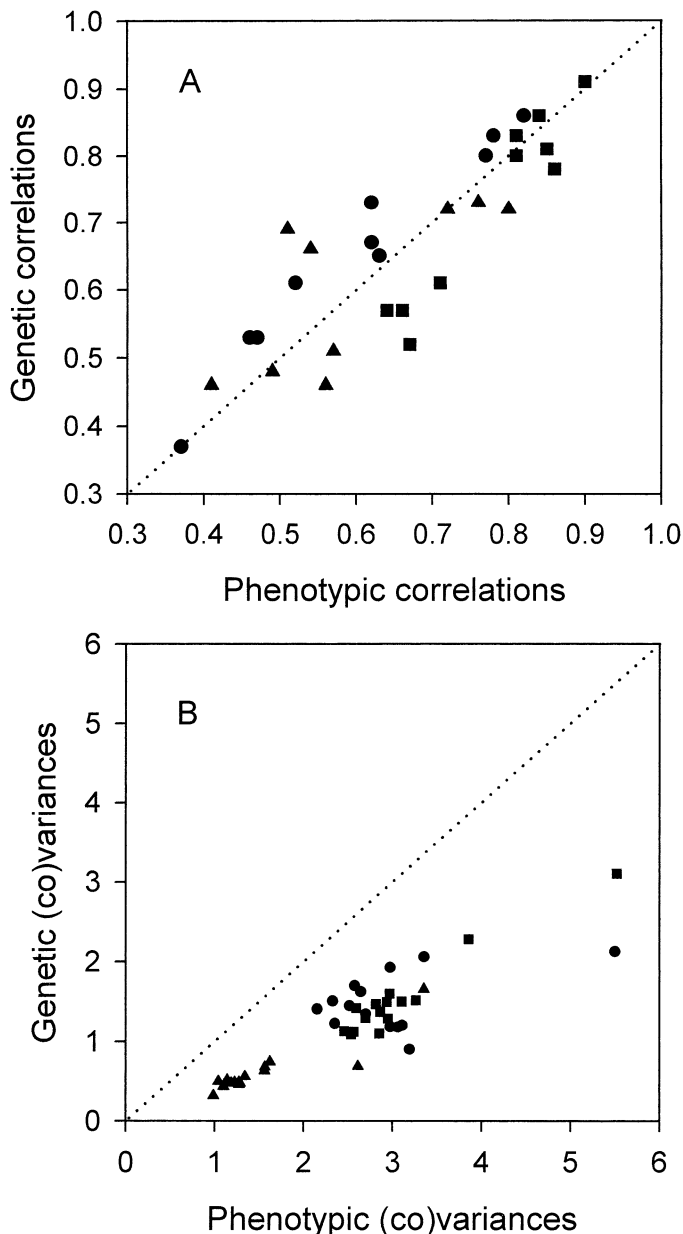 1.0
A
0.9
0.8
0.7
0.6
0.5
0.4
0.3
Genetic correlations
0.3 0.4 0.5 0.6 0.7 0.8 0.9 1.0
Phenotypic correlations
6
B
5
4
3
2
1
0
Genetic (co)variances
0 1 2 3 4 5 6
Phenotypic (co)variances